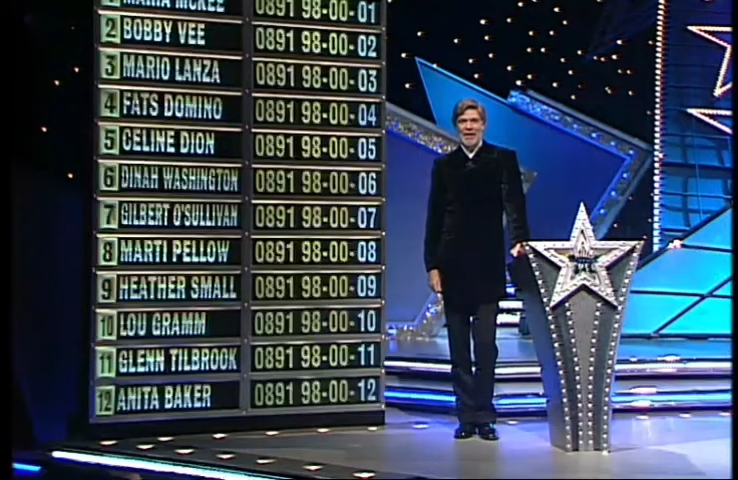 1 MARIA MCKEE 0891 98-00-01
2 BOBBY VEE 0891 98-00-02
3 MARIO LANZA 0891 98-00-03
4 FATS DOMINO 0891 98-00-04
5 CELINE DION 0891 98-00-05
6 DINAH WASHINGTON 0891 98-00-06
7 GILBERT O'SULLIVAN 0891 98-00-07
8 MARTI PELLOW 0891 98-00-08
9 HEATHER SMALL 0891 98-00-09
10 LOU GRAMM 0891 98-00-10
11 GLENN TILBROOK 0891 98-00-11
12 ANITA BAKER 0891 98-00-12